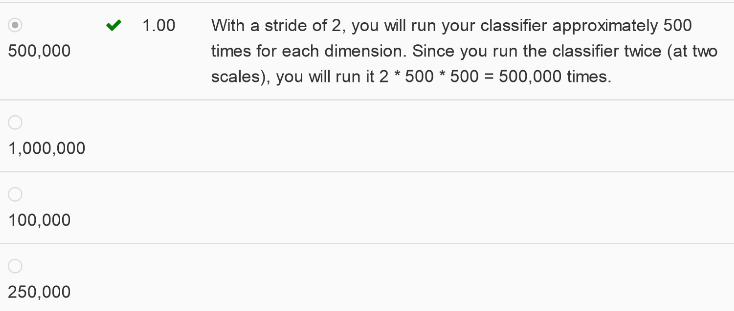 1.00 With a stride of 2, you will run your classifier approximately 500
500,000 times for each dimension. Since you run the classifier twice (at two
scales), you will run it 2 * 500 * 500 = 500,000 times.
1,000,000
100,000
250,000